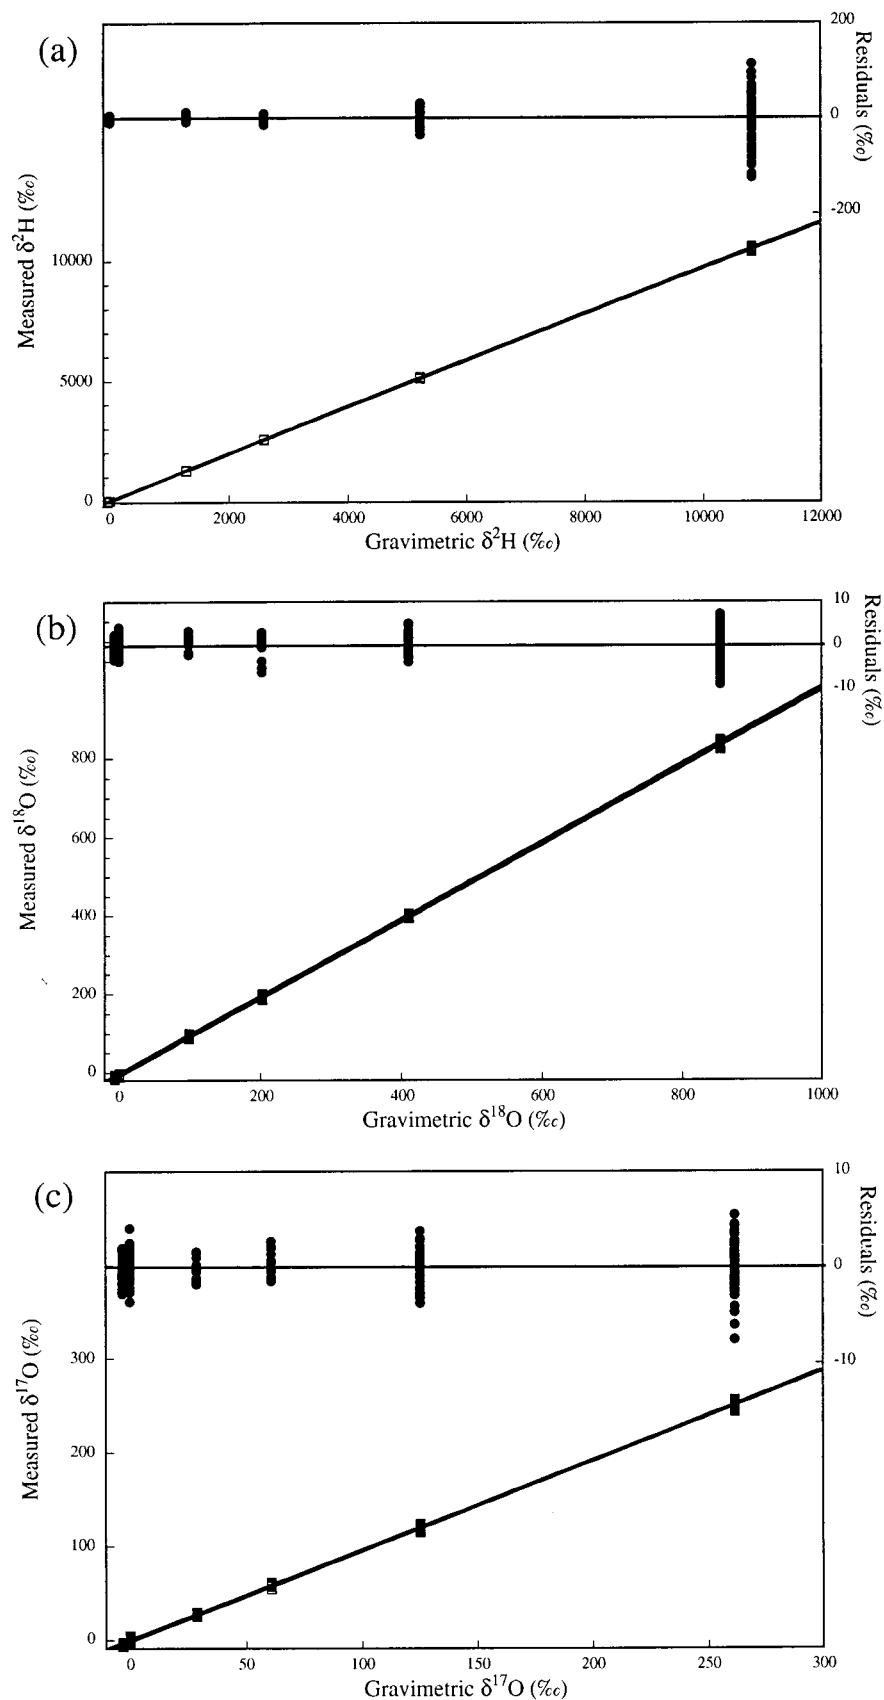 (a)
200
0
-200
Residuals (‰)
10000
5000
0
Measured δ²H (‰)
0 2000 4000 6000 8000 10000 12000
Gravimetric δ²H (‰)
(b)
10
0
-10
Residuals (‰)
800
600
400
200
0
Measured δ¹⁸O (‰)
0 200 400 600 800 1000
Gravimetric δ¹⁸O (‰)
(c)
10
0
-10
Residuals (‰)
300
200
100
0
Measured δ¹⁷O (‰)
0 50 100 150 200 250 300
Gravimetric δ¹⁷O (‰)